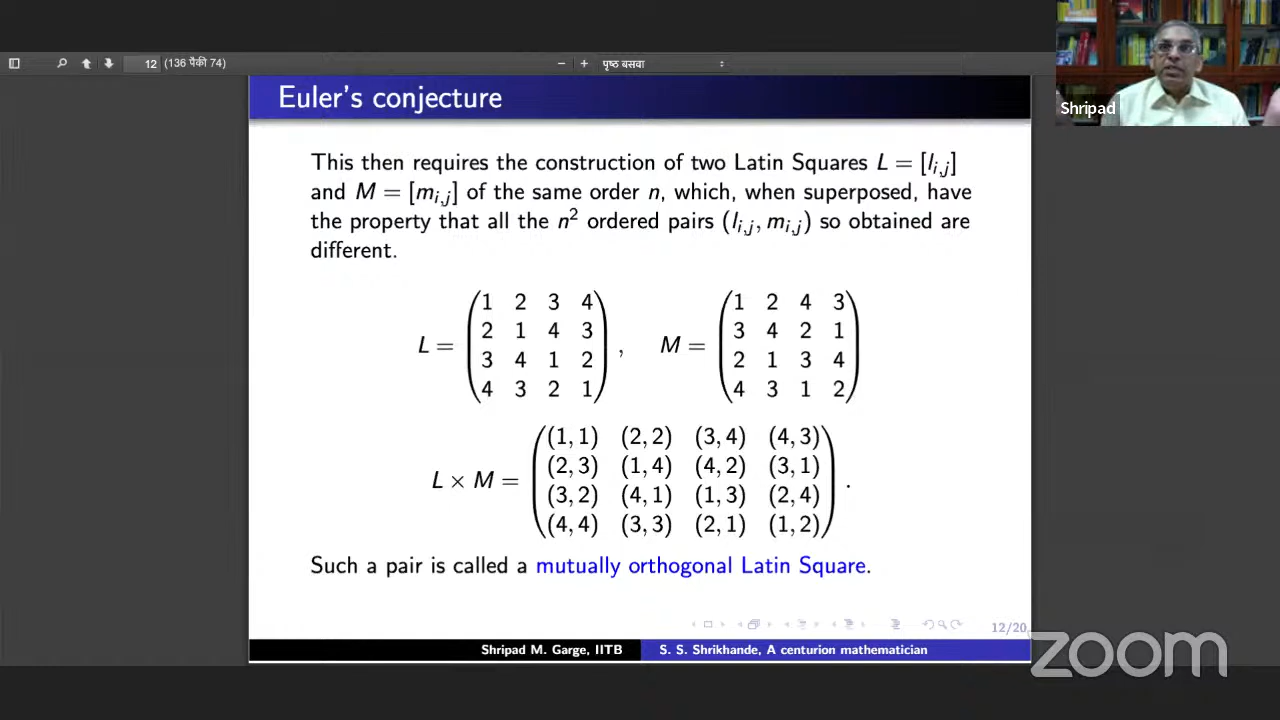 12 (136 पैकी 74)
− + पृष्ठ बसवा
Shripad
Euler's conjecture
This then requires the construction of two Latin Squares L = [l_{i,j}]
and M = [m_{i,j}] of the same order n, which, when superposed, have
the property that all the n² ordered pairs (l_{i,j}, m_{i,j}) so obtained are
different.
1 2 3 4 1 2 4 3
2 1 4 3 3 4 2 1
L = , M =
3 4 1 2 2 1 3 4
4 3 2 1 4 3 1 2
(1, 1) (2, 2) (3, 4) (4, 3)
(2, 3) (1, 4) (4, 2) (3, 1)
L × M = .
(3, 2) (4, 1) (1, 3) (2, 4)
(4, 4) (3, 3) (2, 1) (1, 2)
Such a pair is called a mutually orthogonal Latin Square.
12/20
Shripad M. Garge, IITB S. S. Shrikhande, A centurion mathematician
zoom